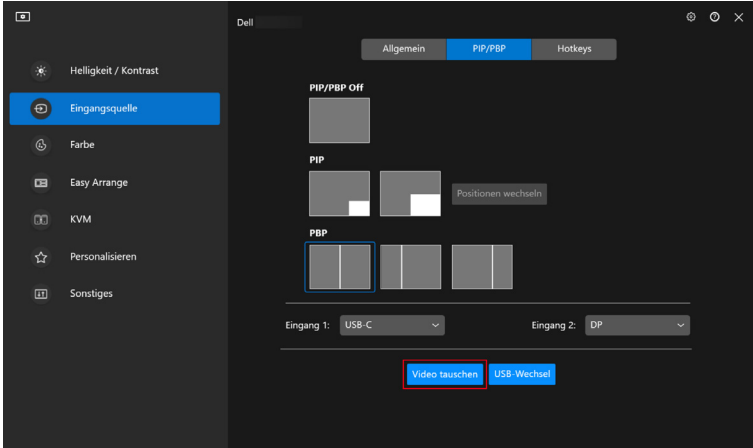 Dell
Allgemein PIP/PBP Hotkeys
Helligkeit / Kontrast
Eingangsquelle
Farbe
Easy Arrange
KVM
Personalisieren
Sonstiges
PIP/PBP Off
PIP
Positionen wechseln
PBP
Eingang 1: USB-C Eingang 2: DP
Video tauschen USB-Wechsel